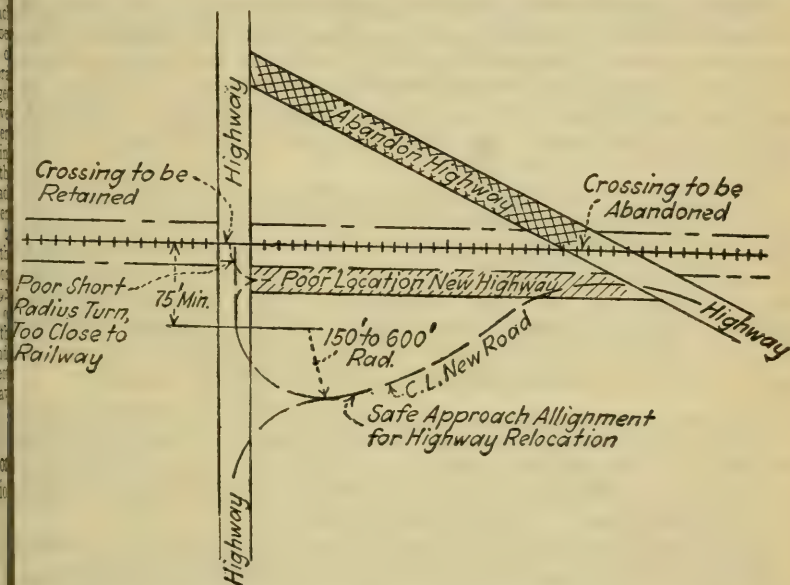 Highway
Abandon Highway
Crossing to be
Retained
Crossing to be
Abandoned
Poor Short
Radius Turn,
Too Close to
Railway
75' Min.
Poor Location New Highway
Highway
150' to 600'
Rad.
C.L. New Road
Safe Approach Allignment
for Highway Relocation
Highway